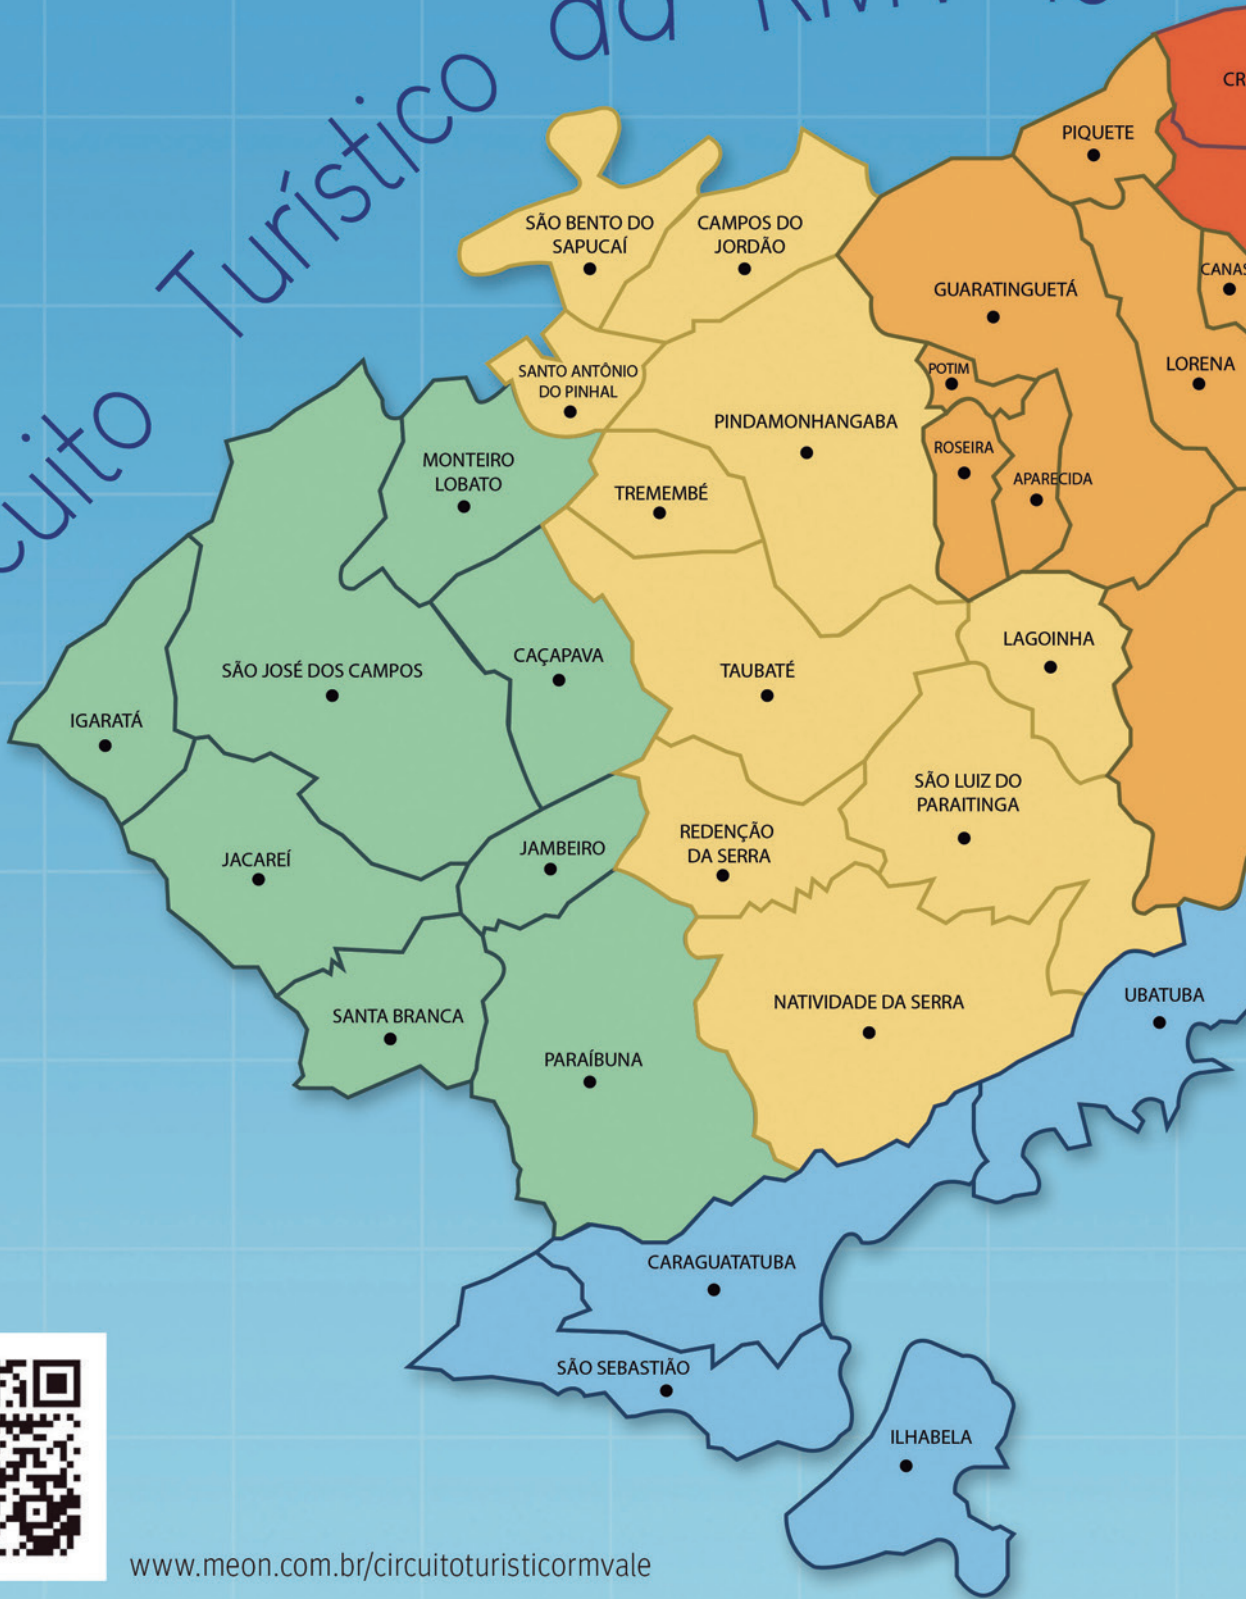 Turístico da
PIQUETE
SÃO BENTO DO
SAPUCAÍ
CAMPOS DO
JORDÃO
GUARATINGUETÁ
SANTO ANTÔNIO
DO PINHAL
POTIM
LORENA
PINDAMONHANGABA
MONTEIRO
LOBATO
ROSEIRA
TREMEMBÉ
APARECIDA
LAGOINHA
CAÇAPAVA
SÃO JOSÉ DOS CAMPOS
TAUBATÉ
IGARATÁ
SÃO LUIZ DO
PARAITINGA
REDENÇÃO
DA SERRA
JAMBEIRO
JACAREÍ
UBATUBA
NATIVIDADE DA SERRA
SANTA BRANCA
PARAÍBUNA
CARAGUATATUBA
SÃO SEBASTIÃO
ILHABELA
www.meon.com.br/circuitoturisticormvale